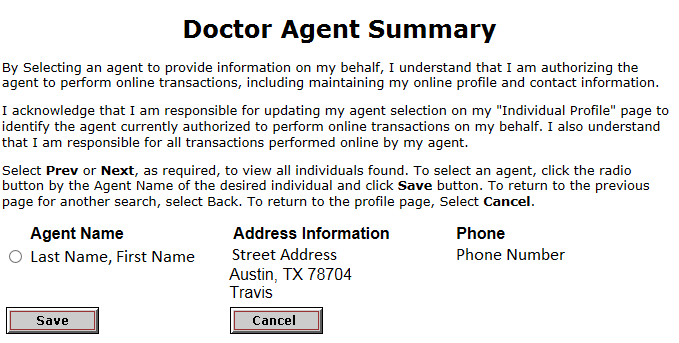 Doctor Agent Summary
By Selecting an agent to provide information on my behalf, I understand that I am authorizing the
agent to perform online transactions, including maintaining my online profile and contact information.
I acknowledge that I am responsible for updating my agent selection on my "Individual Profile" page to
identify the agent currently authorized to perform online transactions on my behalf. I also understand
that I am responsible for all transactions performed online by my agent.
Select Prev or Next, as required, to view all individuals found. To select an agent, click the radio
button by the Agent Name of the desired individual and click Save button. To return to the previous
page for another search, select Back. To return to the profile page, Select Cancel.
Agent Name Address Information Phone
Last Name, First Name Street Address Phone Number
Austin, TX 78704
Travis
Save Cancel